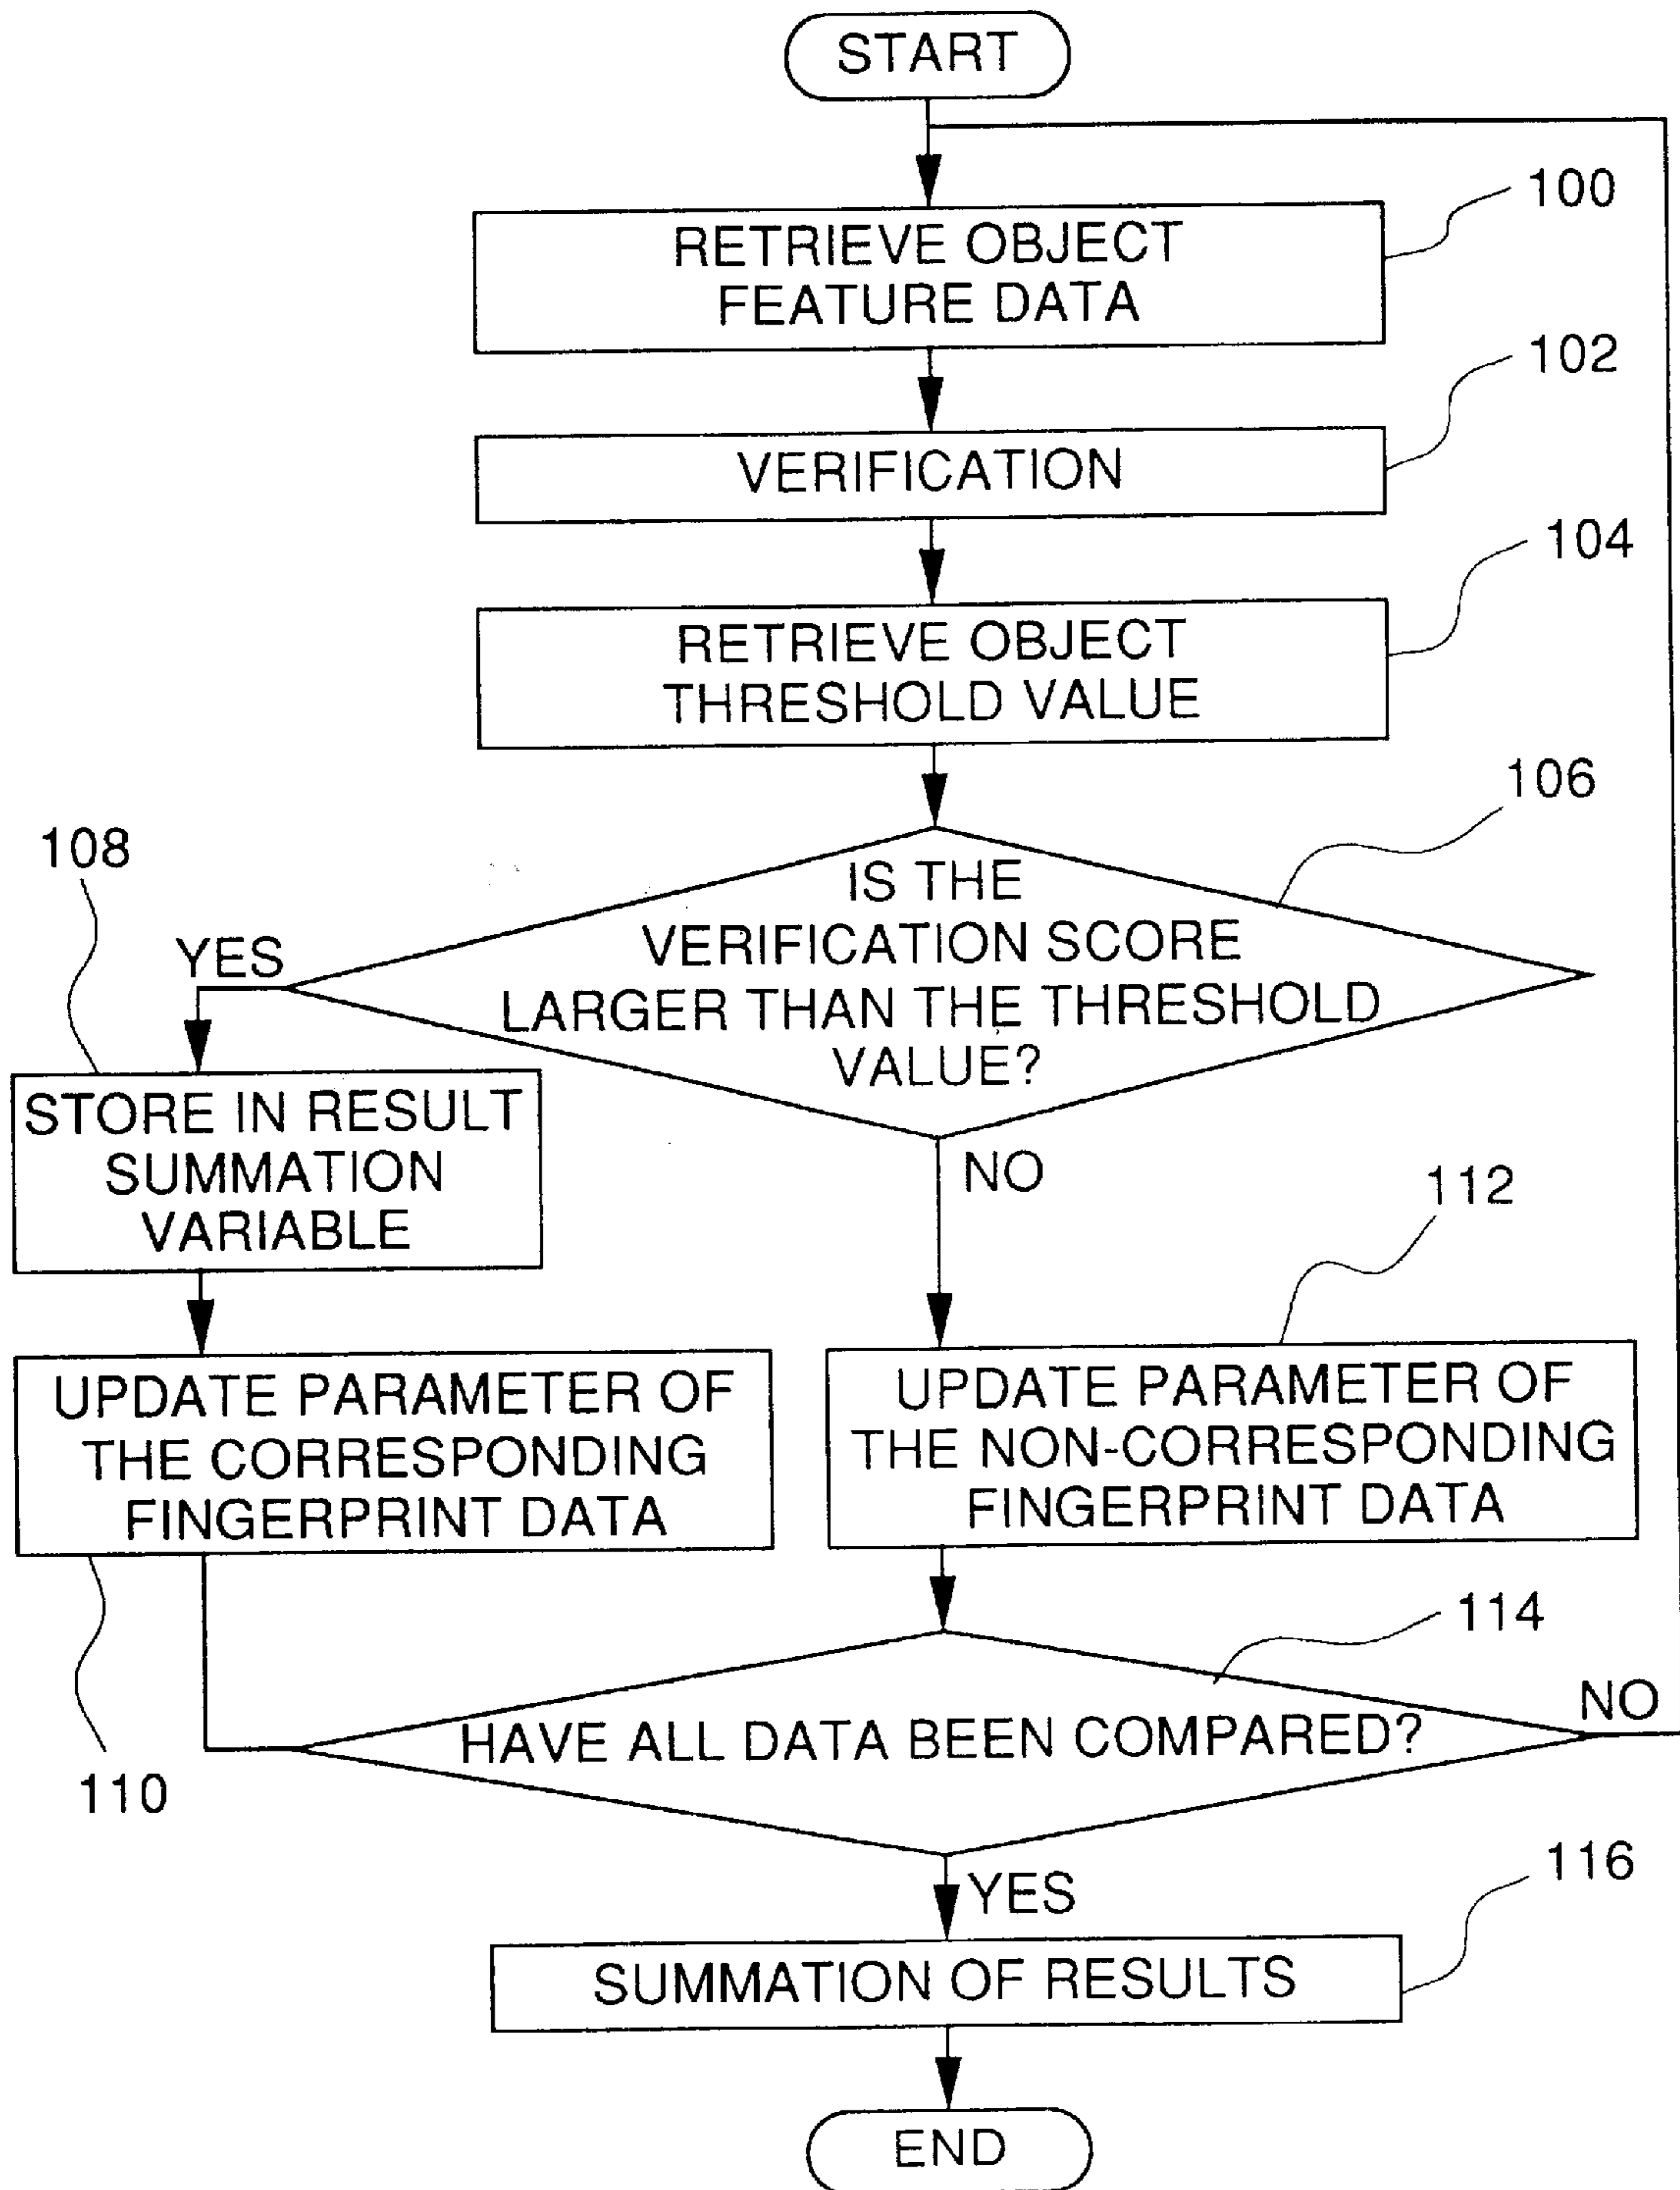 START
100
RETRIEVE OBJECT
FEATURE DATA
102
VERIFICATION
104
RETRIEVE OBJECT
THRESHOLD VALUE
106
IS THE
VERIFICATION SCORE
LARGER THAN THE THRESHOLD
VALUE?
108
YES
STORE IN RESULT
SUMMATION
VARIABLE
NO
112
UPDATE PARAMETER OF
THE CORRESPONDING
FINGERPRINT DATA
UPDATE PARAMETER OF
THE NON-CORRESPONDING
FINGERPRINT DATA
114
NO
HAVE ALL DATA BEEN COMPARED?
110
YES
116
SUMMATION OF RESULTS
END